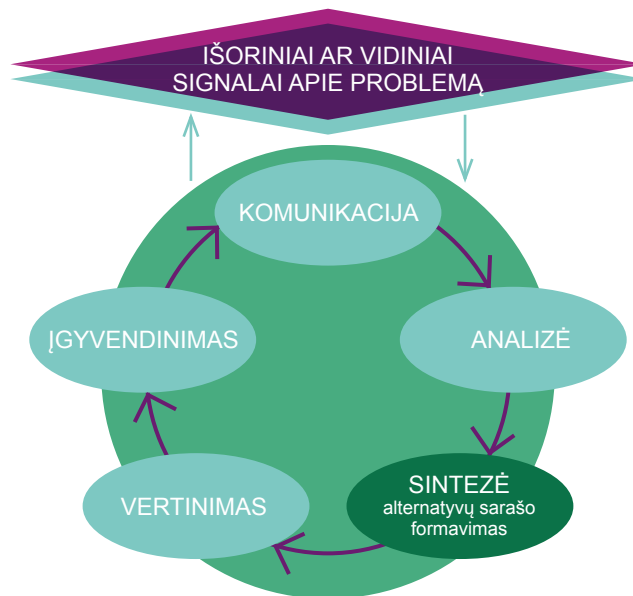 IŠORINIAI AR VIDINIAI
SIGNALAI APIE PROBLEMĄ
KOMUNIKACIJA
ĮGYVENDINIMAS
ANALIZĖ
VERTINIMAS
SINTEZĖ
alternatyvų sarašo
formavimas